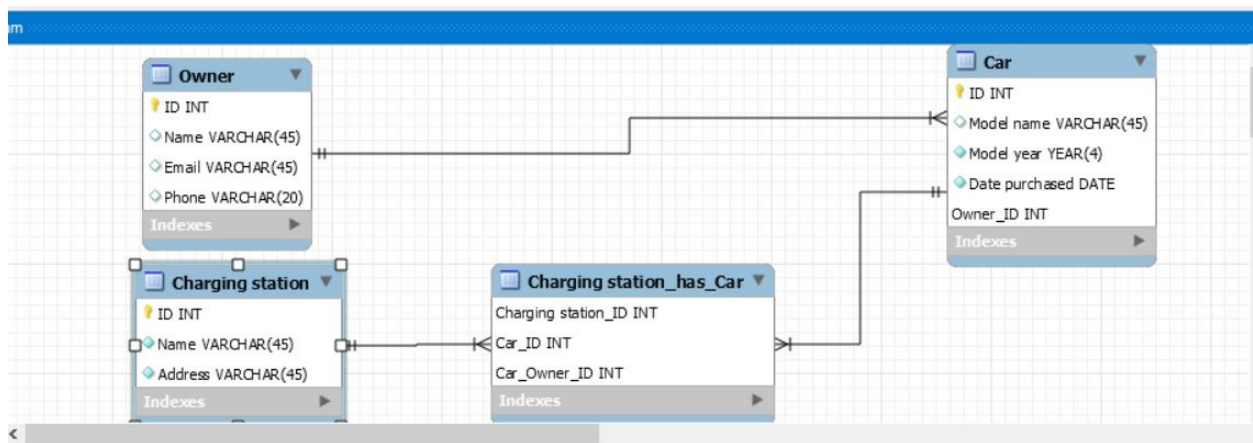 am
Owner
ID INT
Name VARCHAR(45)
Email VARCHAR(45)
Phone VARCHAR(20)
Indexes
Car
ID INT
Model name VARCHAR(45)
Model year YEAR(4)
Date purchased DATE
Owner_ID INT
Indexes
Charging station
ID INT
Name VARCHAR(45)
Address VARCHAR(45)
Indexes
Charging station_has_Car
Charging station_ID INT
Car_ID INT
Car_Owner_ID INT
Indexes